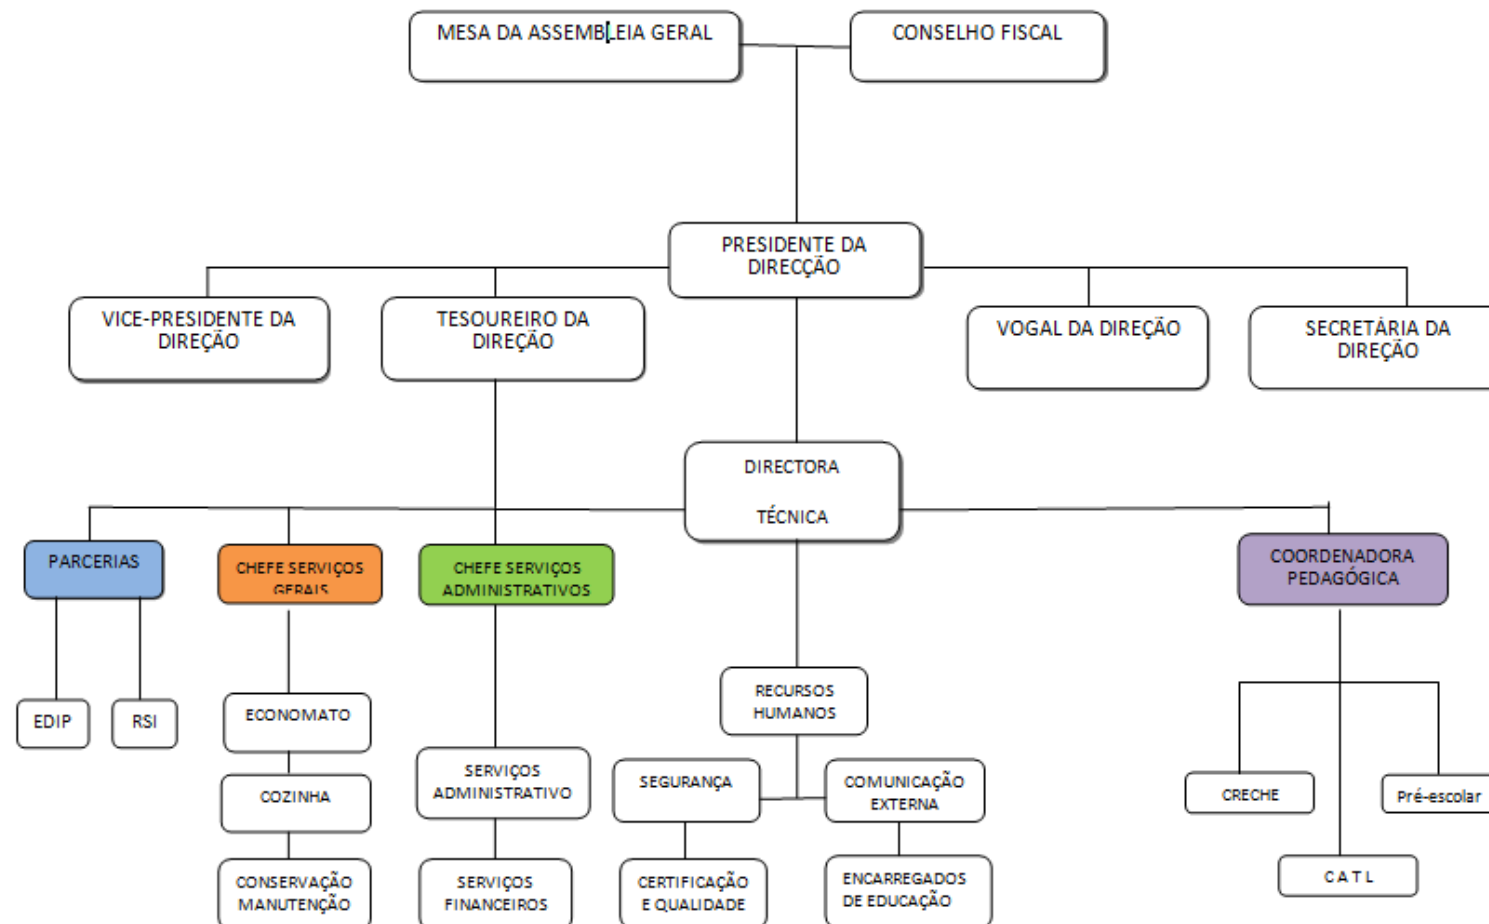 MESA DA ASSEMBLEIA GERAL
CONSELHO FISCAL
PRESIDENTE DA
DIRECÇÃO
VICE-PRESIDENTE DA
DIREÇÃO
TESOUREIRO DA
DIREÇÃO
VOGAL DA DIREÇÃO
SECRETÁRIA DA
DIREÇÃO
DIRECTORA
TÉCNICA
PARCERIAS
CHEFE SERVIÇOS
GERAIS
CHEFE SERVIÇOS
ADMINISTRATIVOS
COORDENADORA
PEDAGÓGICA
EDIP
RSI
ECONOMATO
COZINHA
CONSERVAÇÃO
MANUTENÇÃO
SERVIÇOS
ADMINISTRATIVO
SERVIÇOS
FINANCEIROS
RECURSOS
HUMANOS
SEGURANÇA
COMUNICAÇÃO
EXTERNA
CERTIFICAÇÃO
E QUALIDADE
ENCARREGADOS
DE EDUCAÇÃO
CRECHE
Pré-escolar
C A T L